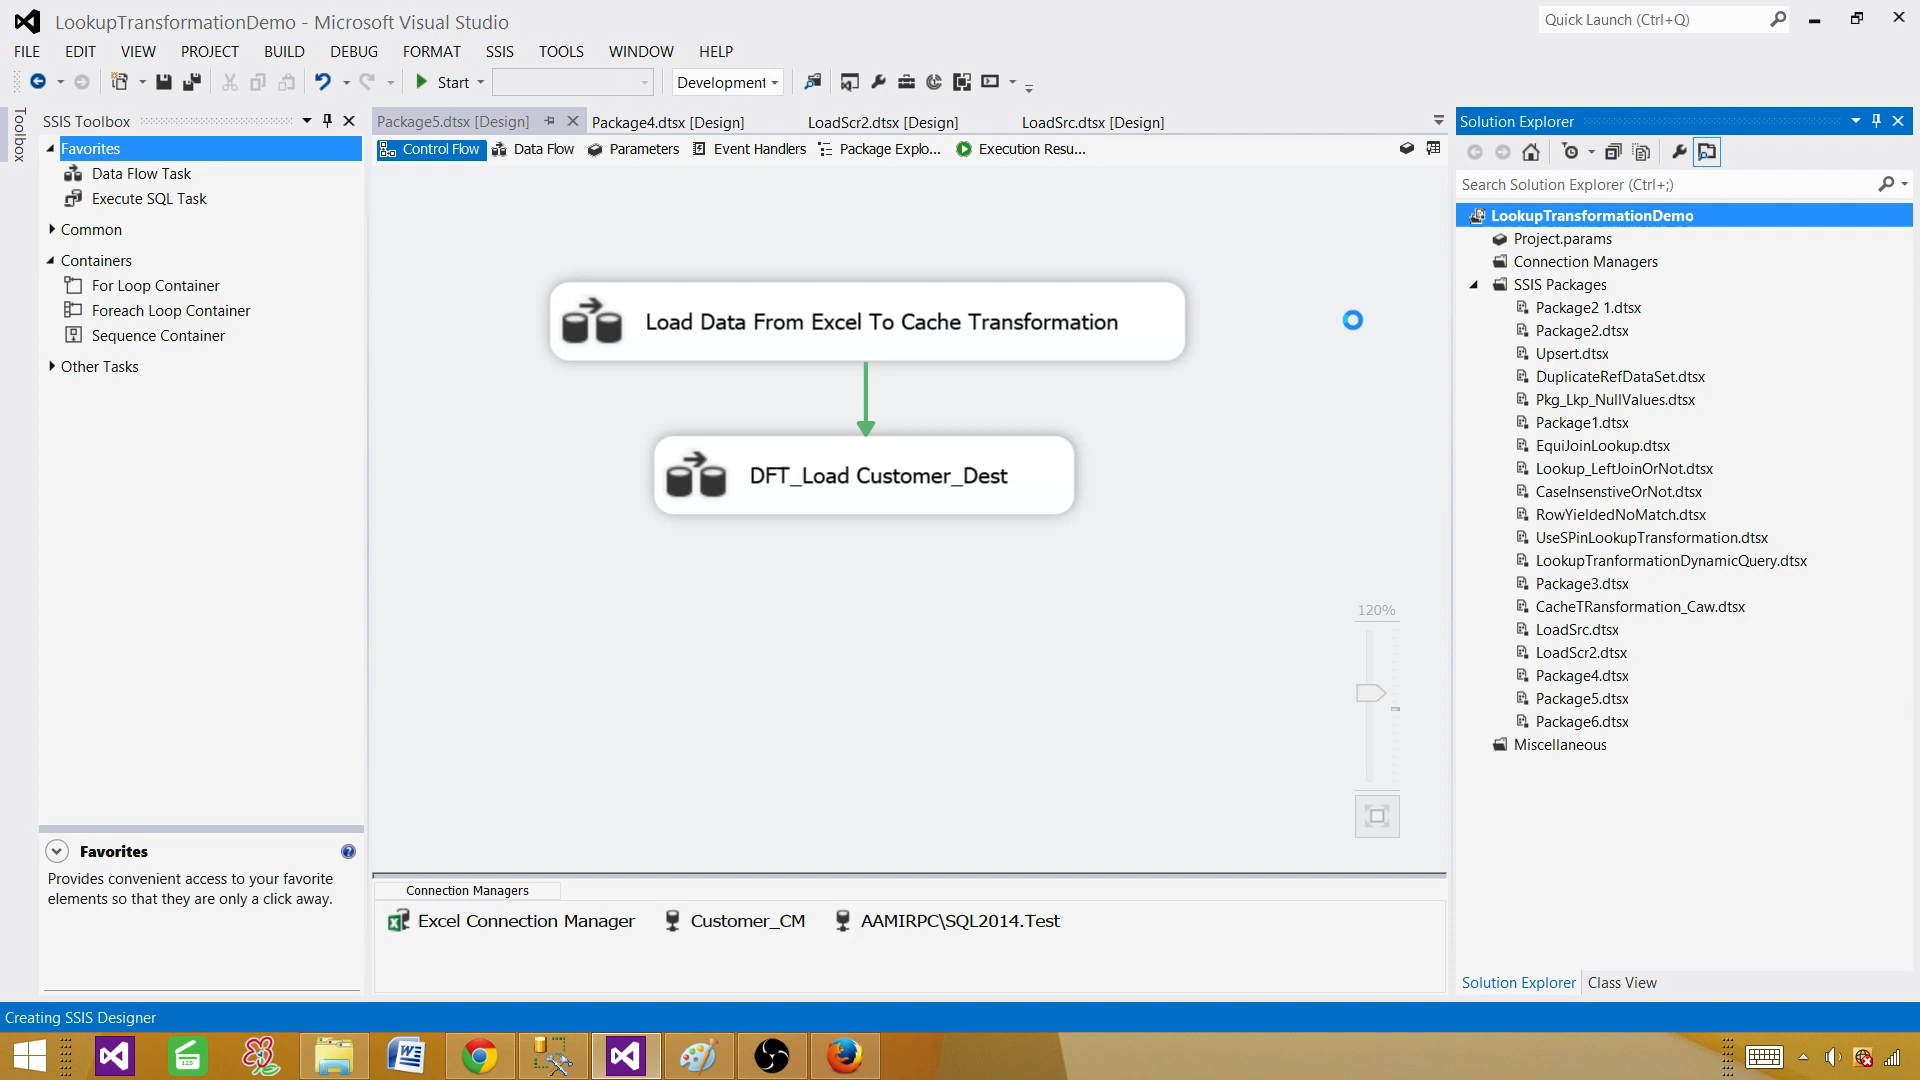 LookupTransformationDemo - Microsoft Visual Studio
Quick Launch (Ctrl+Q)
FILE EDIT VIEW PROJECT BUILD DEBUG FORMAT SSIS TOOLS WINDOW HELP
Start Development
Toolbox
SSIS Toolbox
Favorites
Data Flow Task
Execute SQL Task
Common
Containers
For Loop Container
Foreach Loop Container
Sequence Container
Other Tasks
Favorites
Provides convenient access to your favorite
elements so that they are only a click away.
Package5.dtsx [Design] Package4.dtsx [Design] LoadScr2.dtsx [Design] LoadSrc.dtsx [Design]
Control Flow Data Flow Parameters Event Handlers Package Explo... Execution Resu...
Load Data From Excel To Cache Transformation
DFT_Load Customer_Dest
120%
Connection Managers
Excel Connection Manager Customer_CM AAMIRPC\SQL2014.Test
Solution Explorer
Search Solution Explorer (Ctrl+;)
LookupTransformationDemo
Project.params
Connection Managers
SSIS Packages
Package2 1.dtsx
Package2.dtsx
Upsert.dtsx
DuplicateRefDataSet.dtsx
Pkg_Lkp_NullValues.dtsx
Package1.dtsx
EquiJoinLookup.dtsx
Lookup_LeftJoinOrNot.dtsx
CaseInsenstiveOrNot.dtsx
RowYieldedNoMatch.dtsx
UseSPinLookupTransformation.dtsx
LookupTranformationDynamicQuery.dtsx
Package3.dtsx
CacheTRansformation_Caw.dtsx
LoadSrc.dtsx
LoadScr2.dtsx
Package4.dtsx
Package5.dtsx
Package6.dtsx
Miscellaneous
Solution Explorer Class View
Creating SSIS Designer